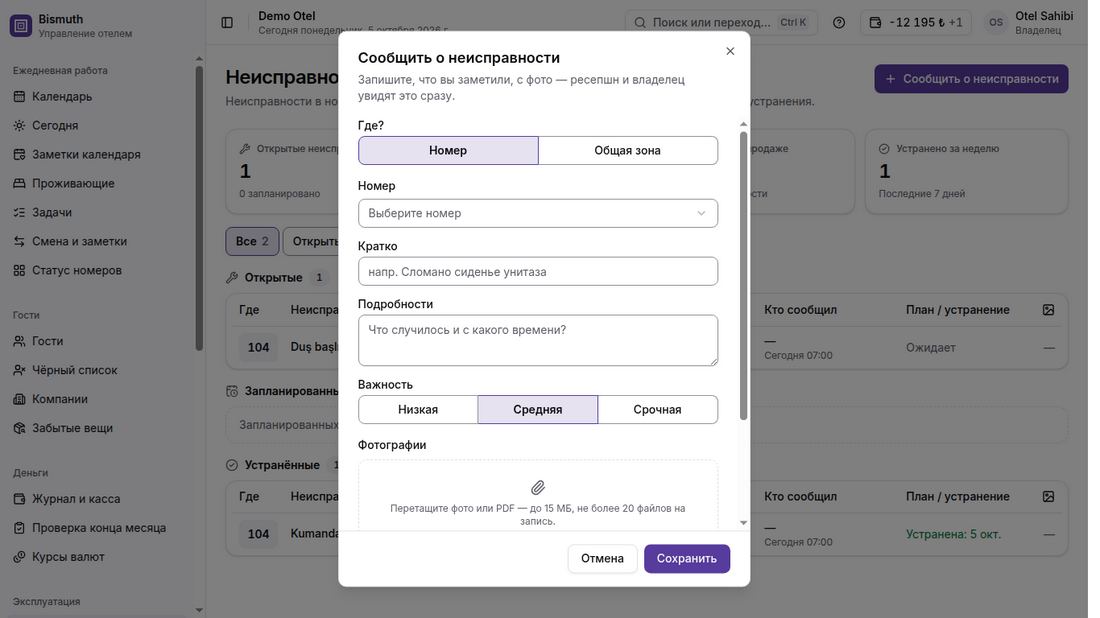 Bismuth
Управление отелем
Demo Otel
Сегодня понедельник, 5 октября 2026 г.
Поиск или переход... Ctrl K
-12 195 ₺ +1
OS
Otel Sahibi
Владелец
Ежедневная работа
Календарь
Сегодня
Заметки календаря
Проживающие
Задачи
Смена и заметки
Статус номеров
Гости
Гости
Чёрный список
Компании
Забытые вещи
Деньги
Журнал и касса
Проверка конца месяца
Курсы валют
Эксплуатация
Неисправно
Неисправности в но
устранения.
+ Сообщить о неисправности
Открытые неисп
1
0 запланировано
родаже
ости
Устранено за неделю
1
Последние 7 дней
Все 2
Открыты
Открытые 1
Где Неиспра Кто сообщил План / устранение
104 Duş başl — Ожидает —
Сегодня 07:00
Запланированны
Запланированных
Устранённые 1
Где Неиспра Кто сообщил План / устранение
104 Kumanda — Устранена: 5 окт. —
Сегодня 07:00
Сообщить о неисправности
Запишите, что вы заметили, с фото — ресепшн и владелец
увидят это сразу.
Где?
Номер Общая зона
Номер
Выберите номер
Кратко
напр. Сломано сиденье унитаза
Подробности
Что случилось и с какого времени?
Важность
Низкая Средняя Срочная
Фотографии
Перетащите фото или PDF — до 15 МБ, не более 20 файлов на
запись.
Отмена Сохранить